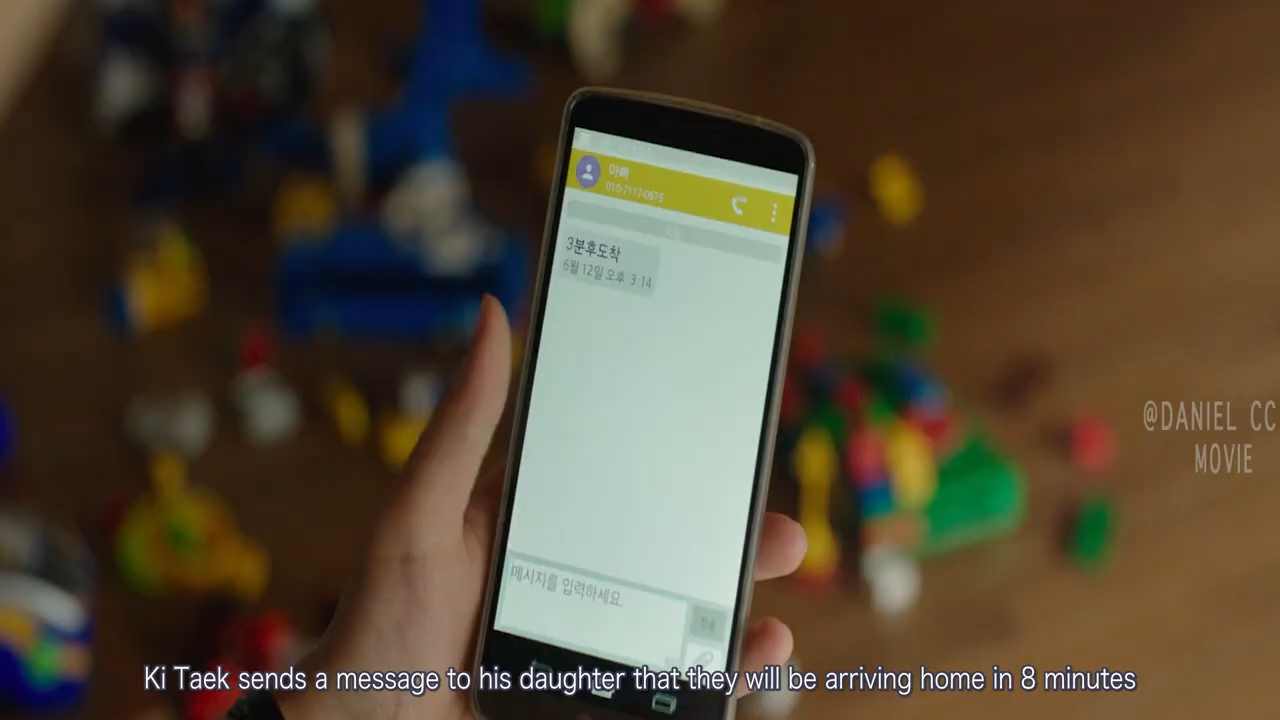 아빠
010-7117-0675
3분후도착
6월 12일 오후 3:14
메시지를 입력하세요.
전송
@DANIEL CC
MOVIE
Ki Taek sends a message to his daughter that they will be arriving home in 8 minutes